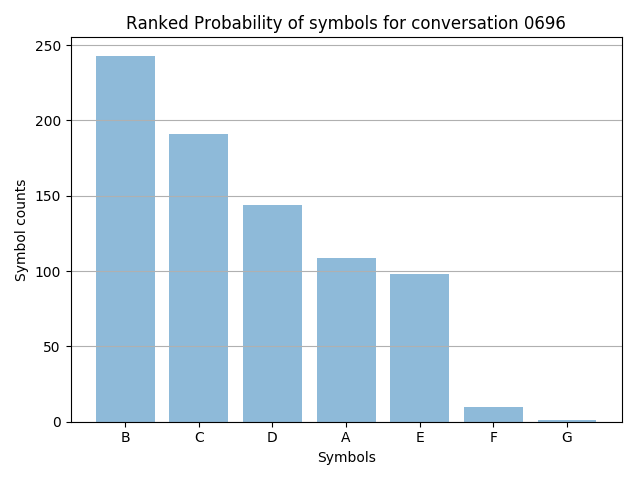 Ranked Probability of symbols for conversation 0696
250
200
150
100
50
0
Symbol counts
B C D A E F G
Symbols